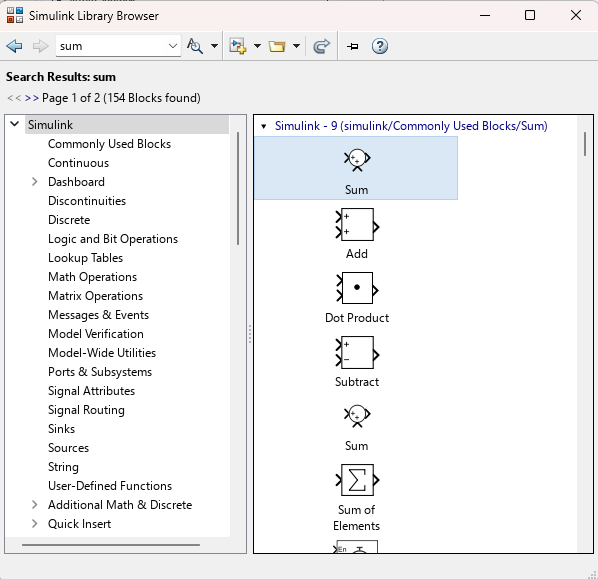 Simulink Library Browser
sum
Search Results: sum
<< >> Page 1 of 2 (154 Blocks found)
Simulink
Commonly Used Blocks
Continuous
Dashboard
Discontinuities
Discrete
Logic and Bit Operations
Lookup Tables
Math Operations
Matrix Operations
Messages & Events
Model Verification
Model-Wide Utilities
Ports & Subsystems
Signal Attributes
Signal Routing
Sinks
Sources
String
User-Defined Functions
Additional Math & Discrete
Quick Insert
Simulink - 9 (simulink/Commonly Used Blocks/Sum)
Sum
Add
Dot Product
Subtract
Sum
Sum of
Elements
En